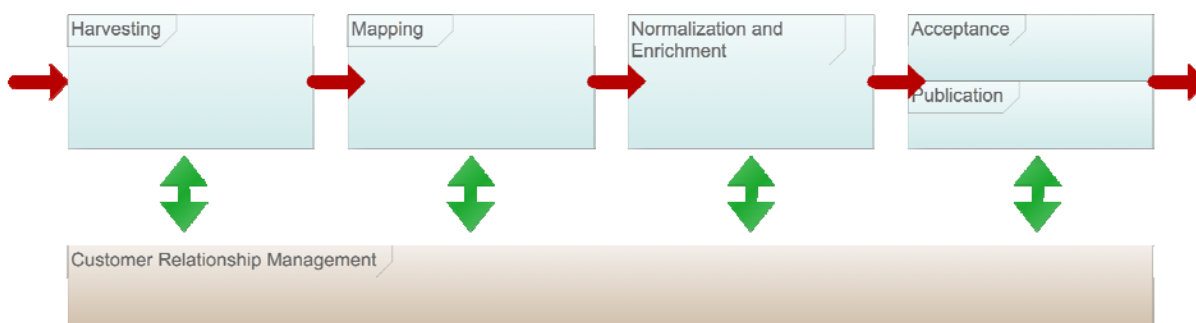 Harvesting
Mapping
Normalization and
Enrichment
Acceptance
Publication
Customer Relationship Management